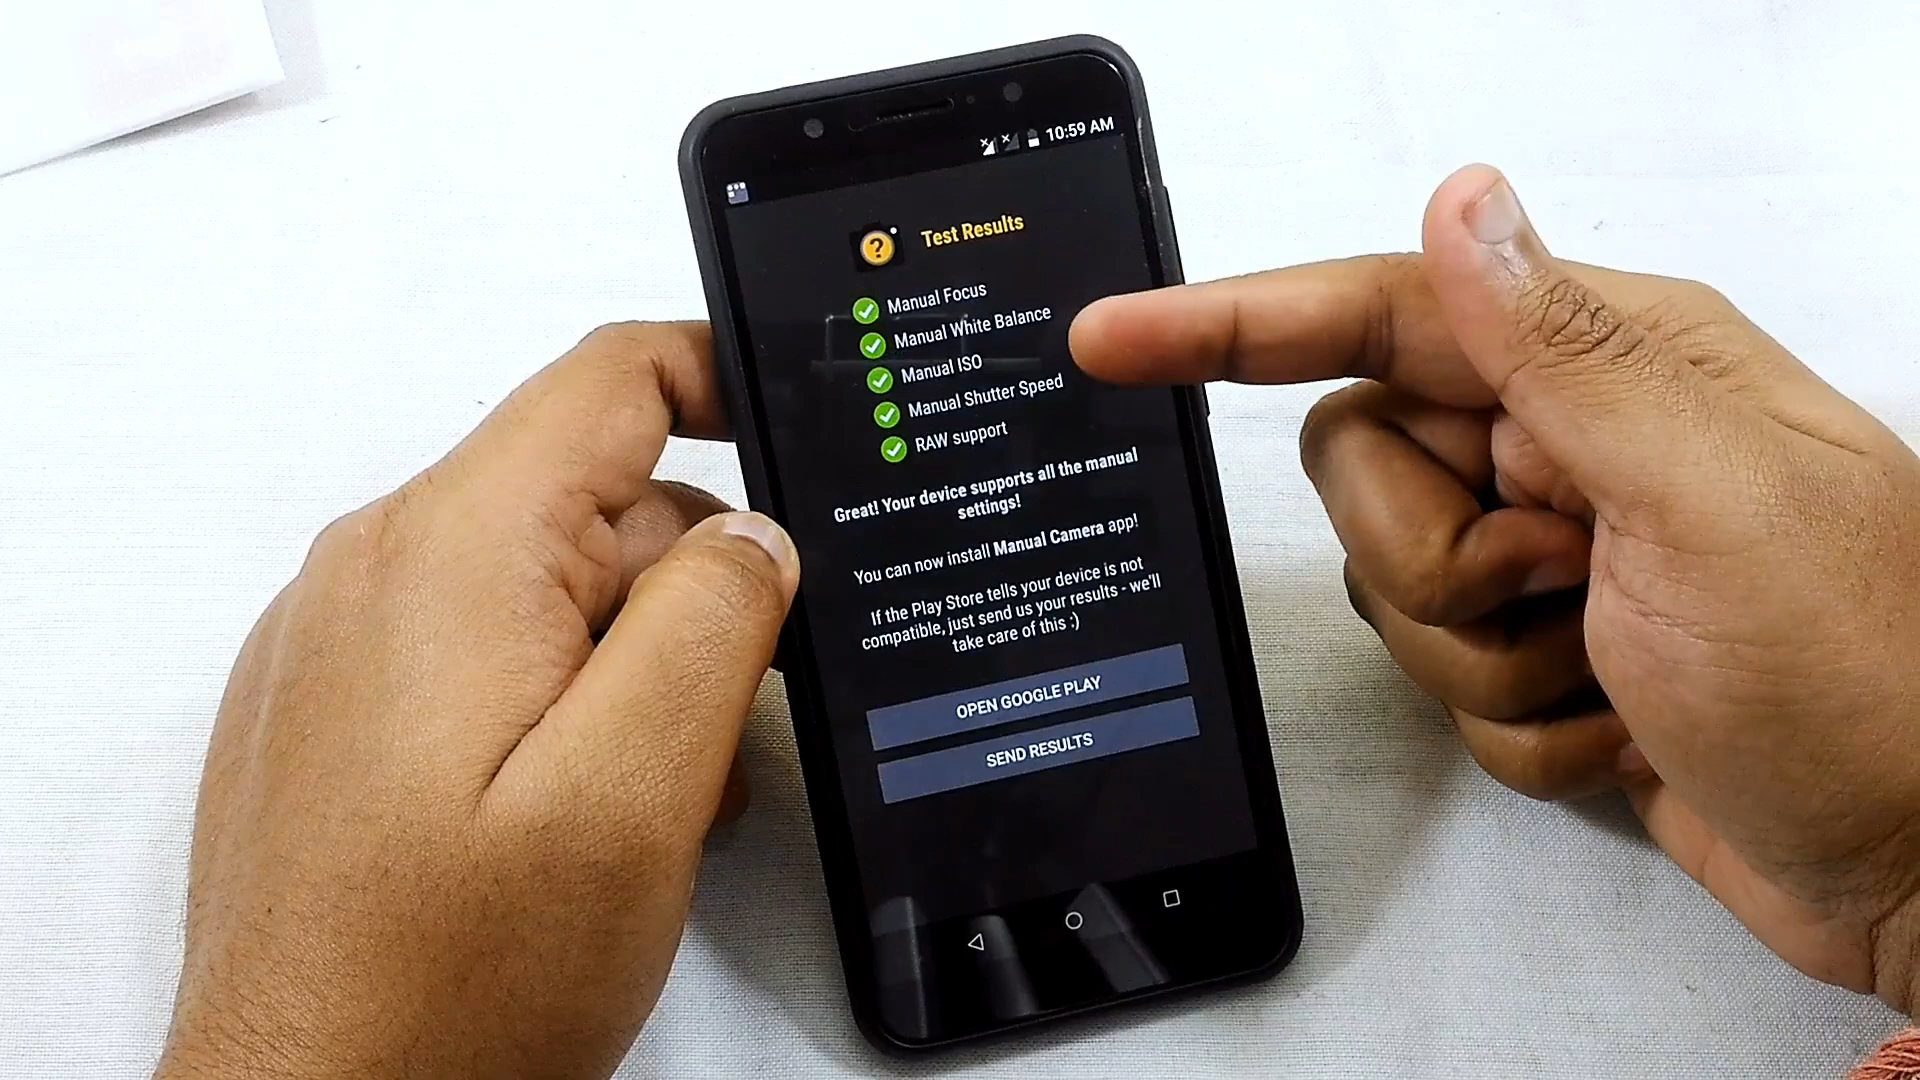 10:59 AM
? Test Results
Manual Focus
Manual White Balance
Manual ISO
Manual Shutter Speed
RAW support
Great! Your device supports all the manual
settings!
You can now install Manual Camera app!
If the Play Store tells your device is not
compatible, just send us your results - we'll
take care of this :)
OPEN GOOGLE PLAY
SEND RESULTS